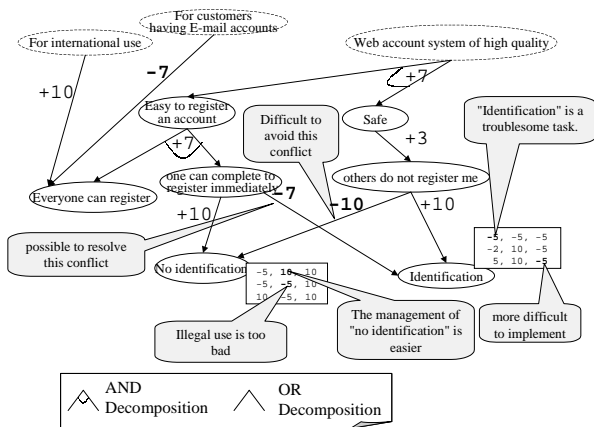 For international use
For customers
having E-mail accounts
Web account system of high quality
+10
-7
+7
Easy to register
an account
Difficult to
avoid this
conflict
Safe
"Identification" is a
troublesome task.
+7
+3
Everyone can register
one can complete to
register immediately
-7
-10
others do not register me
+10
+10
possible to resolve
this conflict
No identification
-5, 10, 10
-5, -5, 10
10, -5, 10
Identification
-5, -5, -5
-2, 10, -5
5, 10, -5
Illegal use is too
bad
The management of
"no identification" is
easier
more difficult
to implement
AND
Decomposition
OR
Decomposition